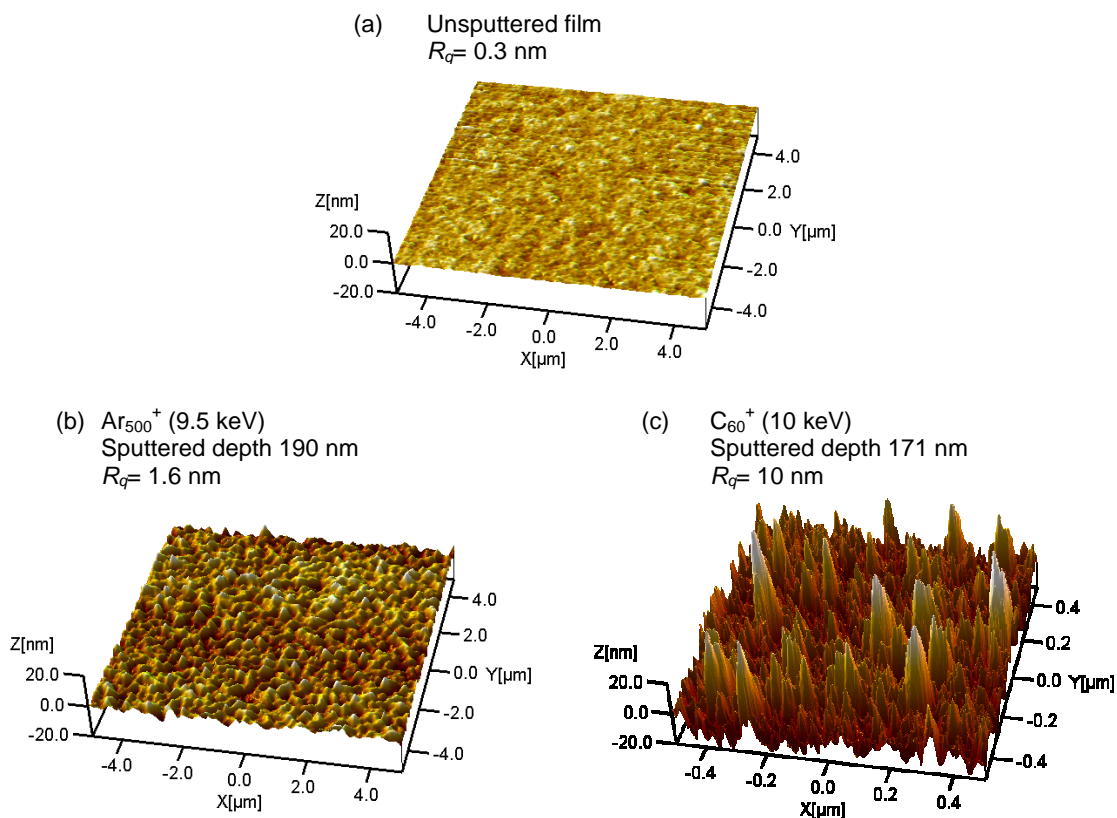 (a) Unsputtered film
Rq= 0.3 nm
Z[nm]
20.0
0.0
-20.0
-4.0
-2.0
0.0
2.0
4.0
X[µm]
4.0
2.0
0.0
-2.0
-4.0
Y[µm]
(b) Ar500+ (9.5 keV)
Sputtered depth 190 nm
Rq= 1.6 nm
Z[nm]
20.0
0.0
-20.0
-4.0
-2.0
0.0
2.0
4.0
X[µm]
4.0
2.0
0.0
-2.0
-4.0
Y[µm]
(c) C60+ (10 keV)
Sputtered depth 171 nm
Rq= 10 nm
Z[nm]
20.0
0.0
-20.0
-0.4
-0.2
0.0
0.2
0.4
X[µm]
0.4
0.2
0.0
-0.2
-0.4
Y[µm]